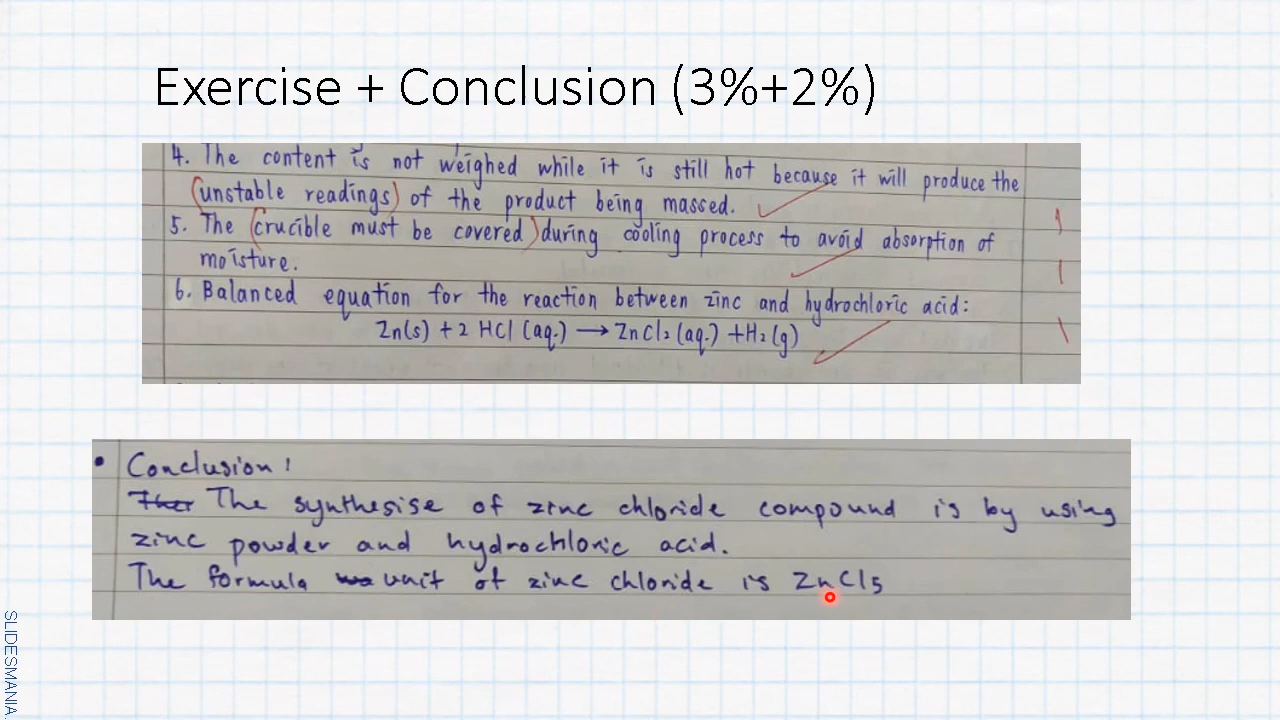 Exercise + Conclusion (3%+2%)
4. The content is not weighed while it is still hot because it will produce the
(unstable readings) of the product being massed.
5. The (crucible must be covered) during cooling process to avoid absorption of
moisture.
6. Balanced equation for the reaction between zinc and hydrochloric acid:
Zn(s) + 2 HCl (aq.) → ZnCl₂ (aq.) + H₂ (g)
1
1
1
• Conclusion:
The synthesise of zinc chloride compound is by using
zinc powder and hydrochloric acid.
The formula unit of zinc chloride is ZnCl5
SLIDESMANIA.